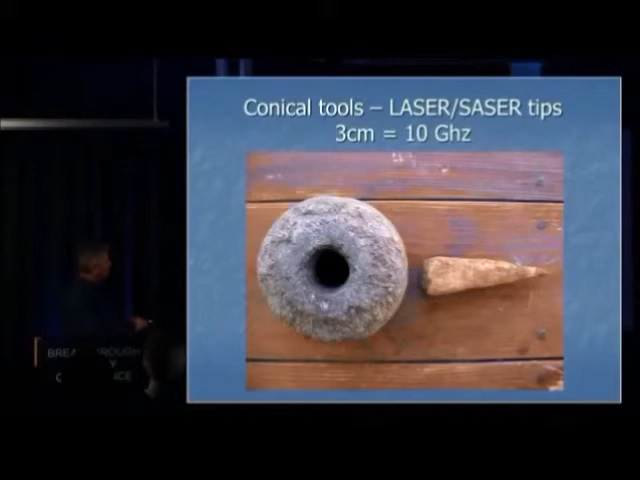 Conical tools – LASER/SASER tips
3cm = 10 Ghz